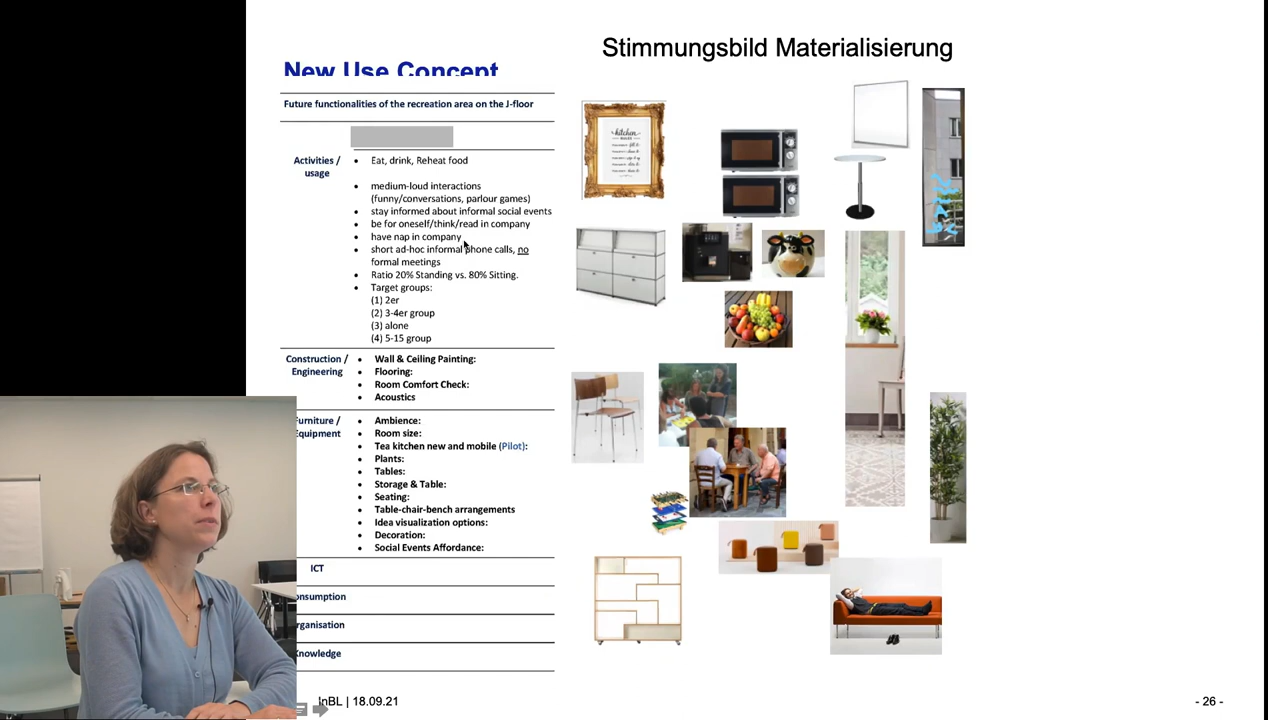 Stimmungsbild Materialisierung
New Use Concept
Future functionalities of the recreation area on the J-floor
Activities /
usage
• Eat, drink, Reheat food
• medium-loud interactions
(funny/conversations, parlour games)
• stay informed about informal social events
• be for oneself/think/read in company
• have nap in company
• short ad-hoc informal phone calls, no
formal meetings
• Ratio 20% Standing vs. 80% Sitting.
• Target groups:
(1) 2er
(2) 3-4er group
(3) alone
(4) 5-15 group
Construction /
Engineering
• Wall & Ceiling Painting:
• Flooring:
• Room Comfort Check:
• Acoustics
urniture /
quipment
• Ambience:
• Room size:
• Tea kitchen new and mobile (Pilot):
• Plants:
• Tables:
• Storage & Table:
• Seating:
• Table-chair-bench arrangements
• Idea visualization options:
• Decoration:
• Social Events Affordance:
ICT
onsumption
rganisation
Knowledge
kitchen
InBL | 18.09.21
- 26 -